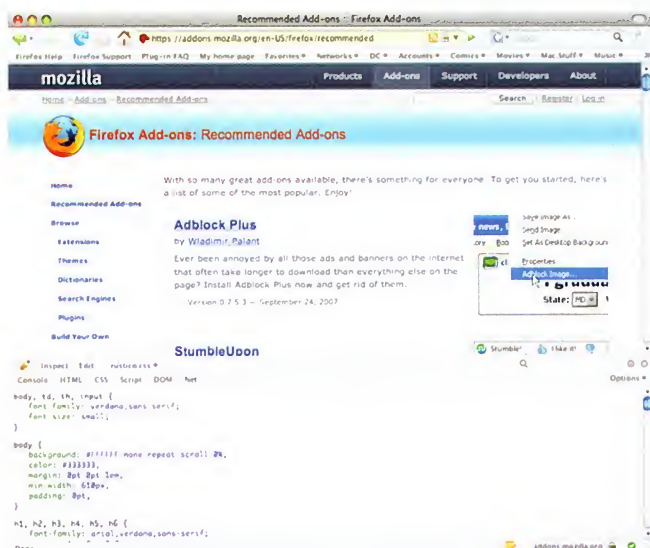 Recommended Add-ons :: Firefox Add-ons
https://addons.mozilla.org/en-US/firefox/recommended
Firefox Help Firefox Support Plug-in FAQ My home page Favorites Networks DC Accounts Comics Movies Mac Stuff Music
mozilla
Products Add-ons Support Developers About
Home Add-ons Recommended Add-ons
Search Register Log in
Firefox Add-ons: Recommended Add-ons
With so many great add-ons available, there's something for everyone. To get you started, here's
a list of some of the most popular. Enjoy!
Home
Recommended Add-ons
Browse
Extensions
Themes
Dictionaries
Search Engines
Plugins
Build Your Own
Adblock Plus
by Wladimir Palant
Ever been annoyed by all those ads and banners on the internet
that often take longer to download than everything else on the
page? Install Adblock Plus now and get rid of them.
Version 0.7.5.3 — September 24, 2007
news,
Save Image As...
Send Image
Set As Desktop Backgroun
Properties
Adblock Image...
State: MD
StumbleUpon
Stumble! I like it!
Inspect Edit rustico.css
Console HTML CSS Script DOM Net
Options
body, td, th, input {
font-family: verdana,sans-serif;
font-size: small;
}
body {
background: #FFFFFF none repeat scroll 0%;
color: #333333;
margin: 0pt 0pt 1em;
min-width: 610px;
padding: 0pt;
}
h1, h2, h3, h4, h5, h6 {
font-family: arial,verdana,sans-serif;
addons.mozilla.org